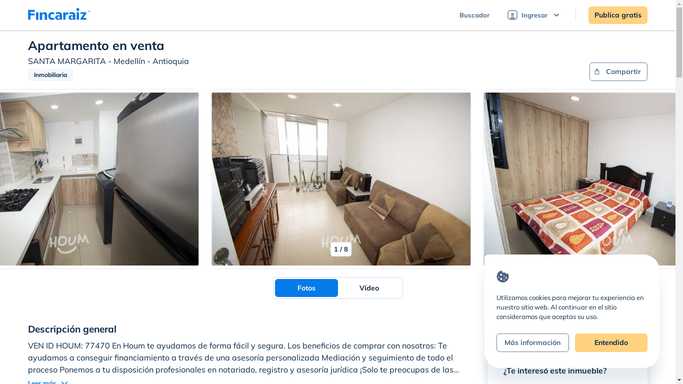 Fincaraiz
Buscador
Ingresar
Publica gratis
Apartamento en venta
SANTA MARGARITA - Medellín - Antioquia
Inmobiliaria
Compartir
HOUM
HOUM
HOUM
1 / 8
Fotos
Video
Descripción general
VEN ID HOUM: 77470 En Houm te ayudamos de forma fácil y segura. Los beneficios de comprar con nosotros: Te
ayudamos a conseguir financiamiento a través de una asesoría personalizada Mediación y seguimiento de todo el
proceso Ponemos a tu disposición profesionales en notariado, registro y asesoría jurídica ¡Solo te preocupas de las...
Leer más
Utilizamos cookies para mejorar tu experiencia en
nuestro sitio web. Al continuar en el sitio
consideramos que aceptas su uso.
Más información
Entendido
¿Te interesó este inmueble?